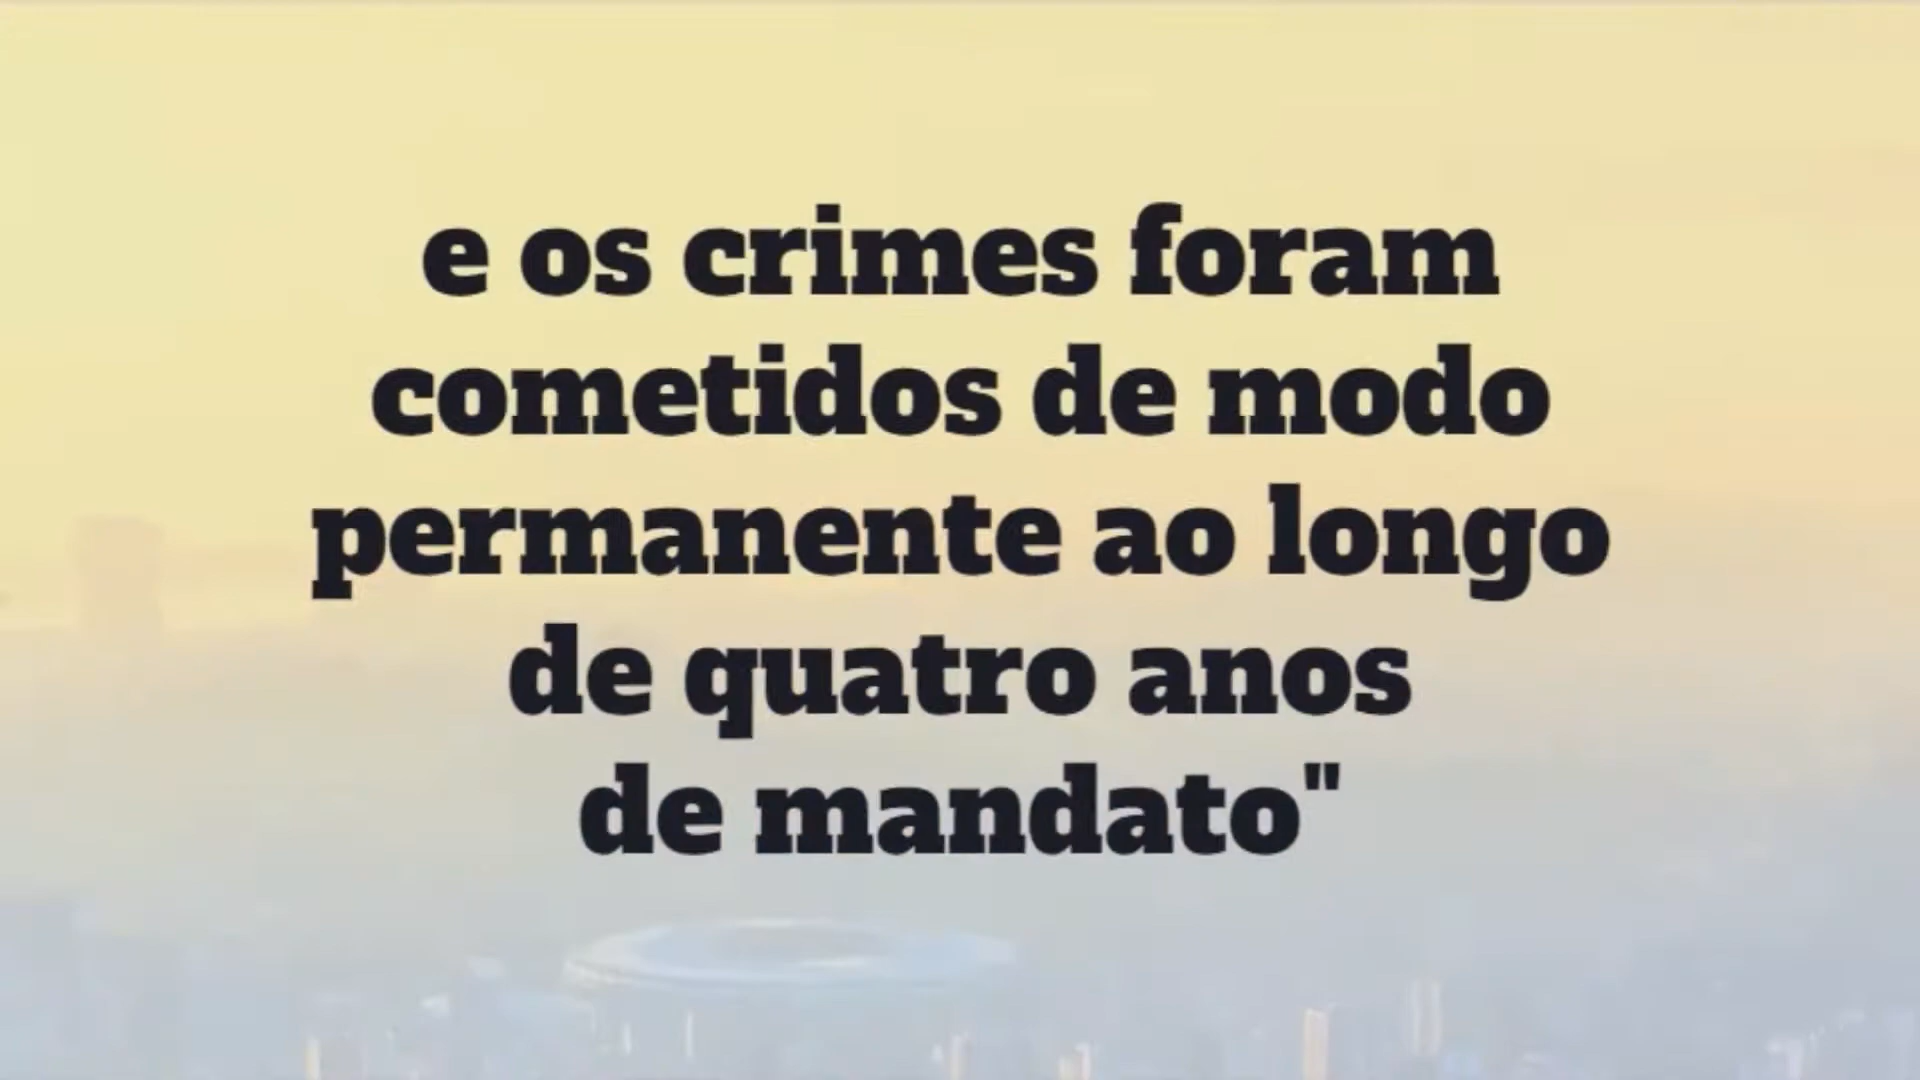 e os crimes foram
cometidos de modo
permanente ao longo
de quatro anos
de mandato"